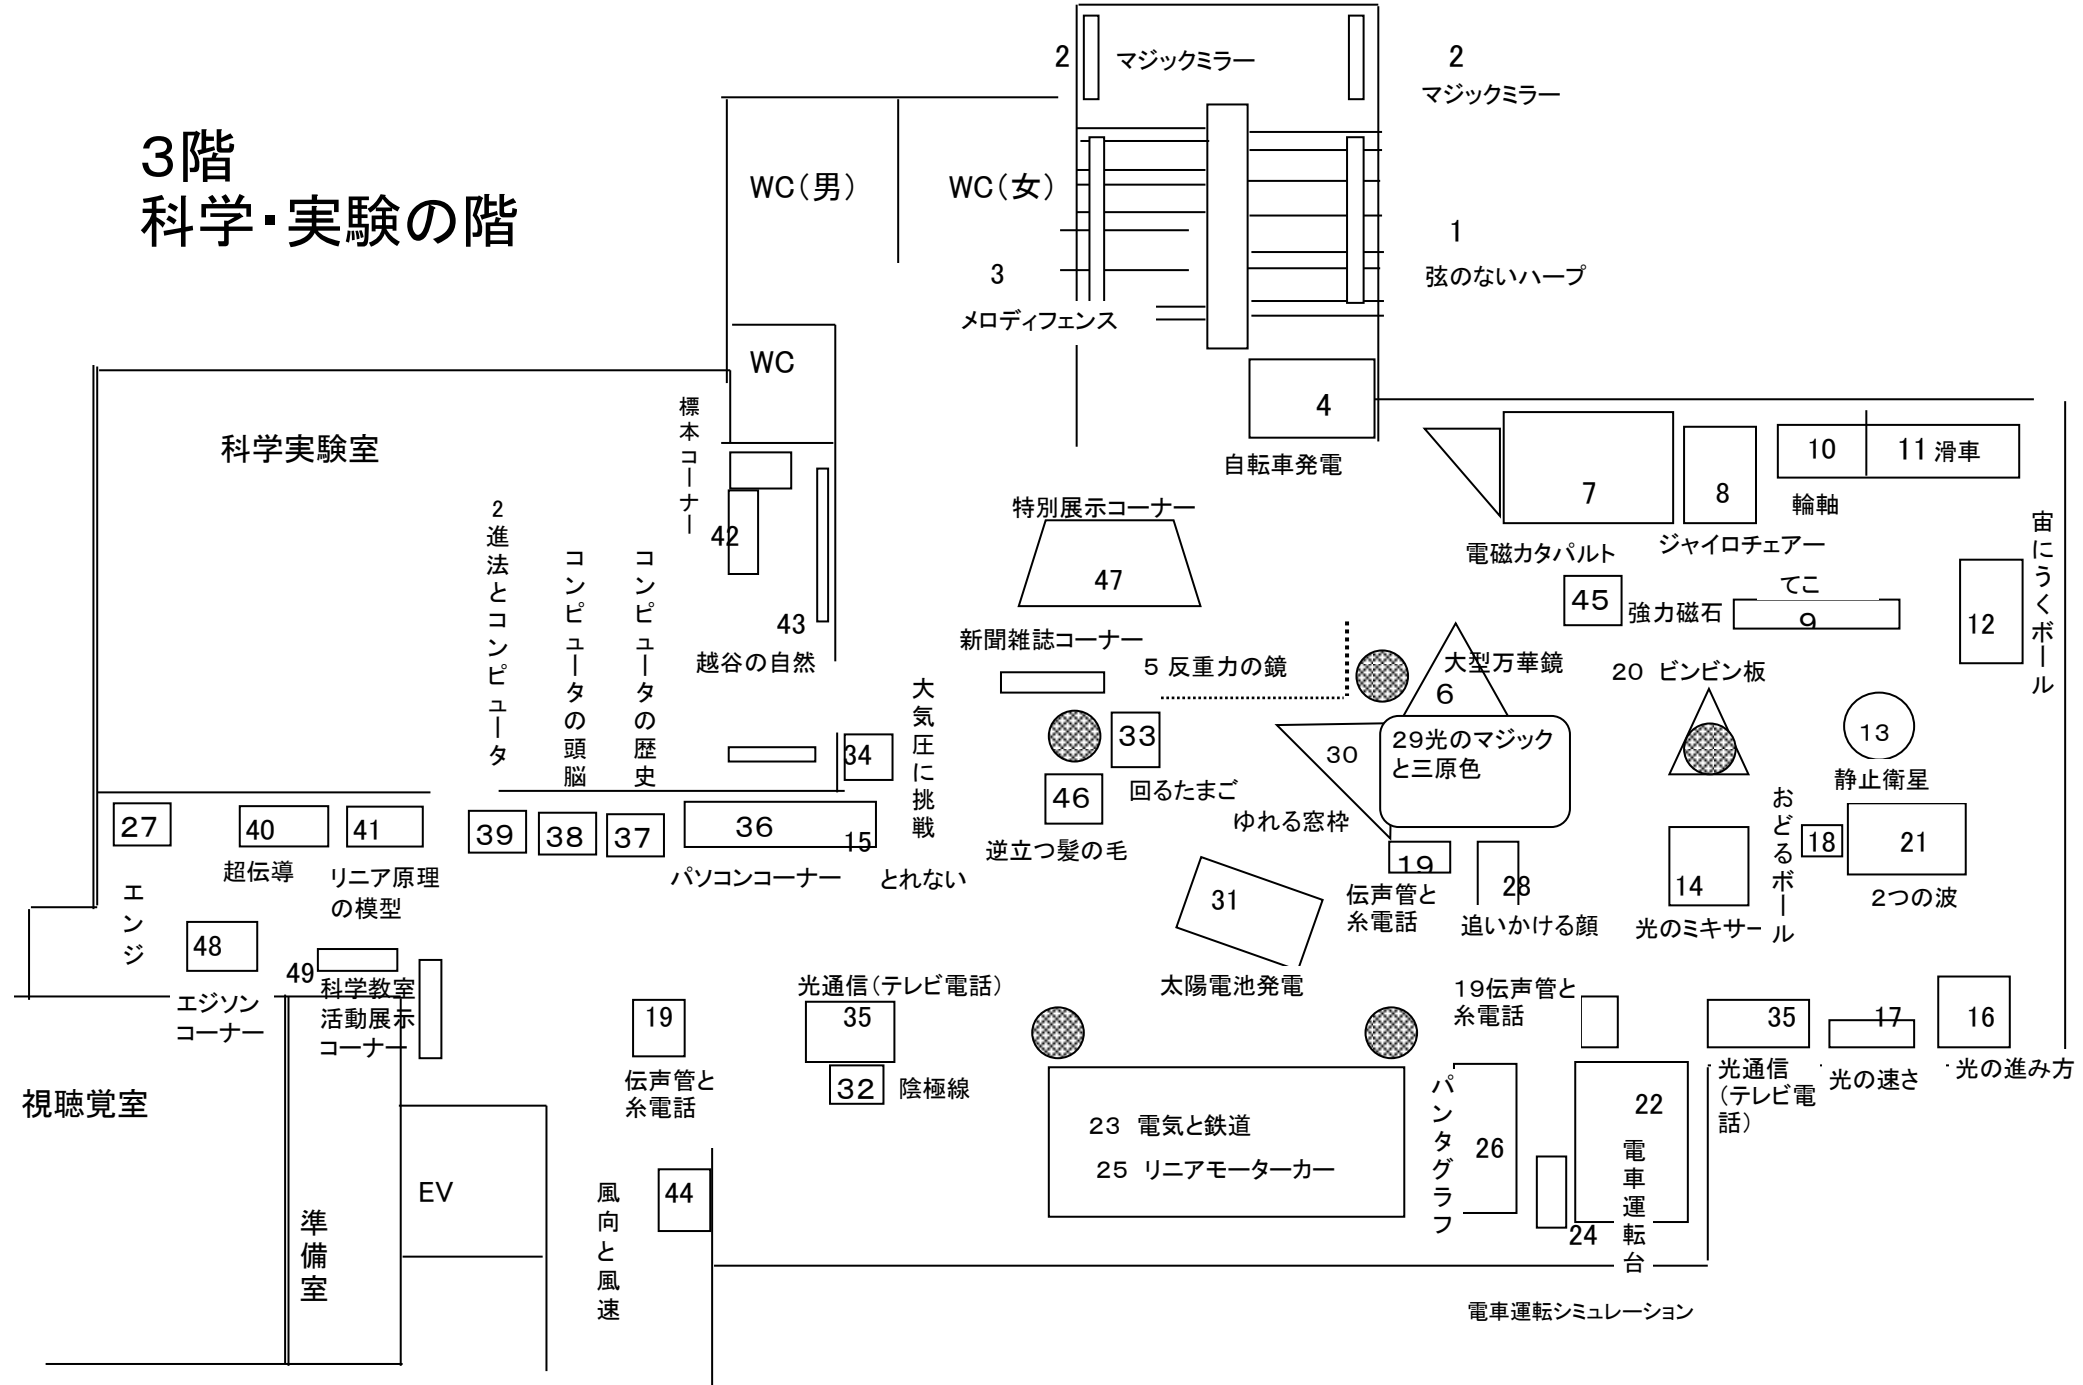 3階
科学・実験の階
2
マジックミラー
2
マジックミラー
WC(男)
WC(女)
1
弦のないハープ
3
メロディフェンス
WC
4
自転車発電
科学実験室
標本コーナー
42
43
越谷の自然
2進法とコンピュータ
コンピュータの頭脳
コンピュータの歴史
特別展示コーナー
47
新聞雑誌コーナー
5 反重力の鏡
7
電磁カタパルト
8
ジャイロチェアー
10
輪軸
11 滑車
45
強力磁石
てこ
9
12
宙にうくボール
大型万華鏡
6
20 ビンビン板
13
静止衛星
34
大気圧に挑戦
33
回るたまご
46
逆立つ髪の毛
30
ゆれる窓枠
29光のマジック
と三原色
27
エンジ
40
超伝導
41
リニア原理
の模型
39
38
37
36
パソコンコーナー
15
とれない
19
伝声管と
糸電話
28
追いかける顔
14
光のミキサー
おどるボール
18
21
2つの波
31
太陽電池発電
48
エジソン
コーナー
49
科学教室
活動展示
コーナー
19
伝声管と
糸電話
光通信(テレビ電話)
35
32
陰極線
19伝声管と
糸電話
35
光通信
(テレビ電
話)
17
光の速さ
16
光の進み方
視聴覚室
準備室
EV
風向と風速
44
23 電気と鉄道
25 リニアモーターカー
パンタグラフ
26
22
電車運転台
24
電車運転シミュレーション